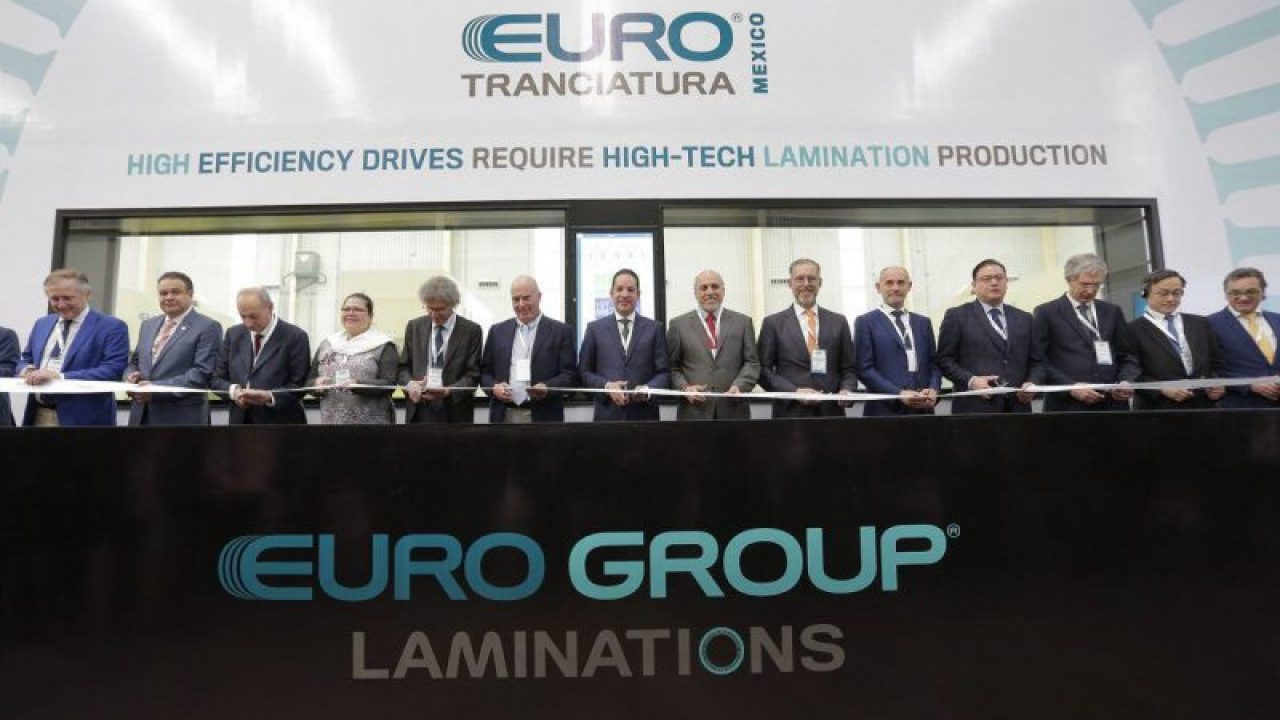 EURO®
TRANCIATURA
MEXICO
HIGH EFFICIENCY DRIVES REQUIRE HIGH-TECH LAMINATION PRODUCTION
EURO GROUP®
LAMINATIONS